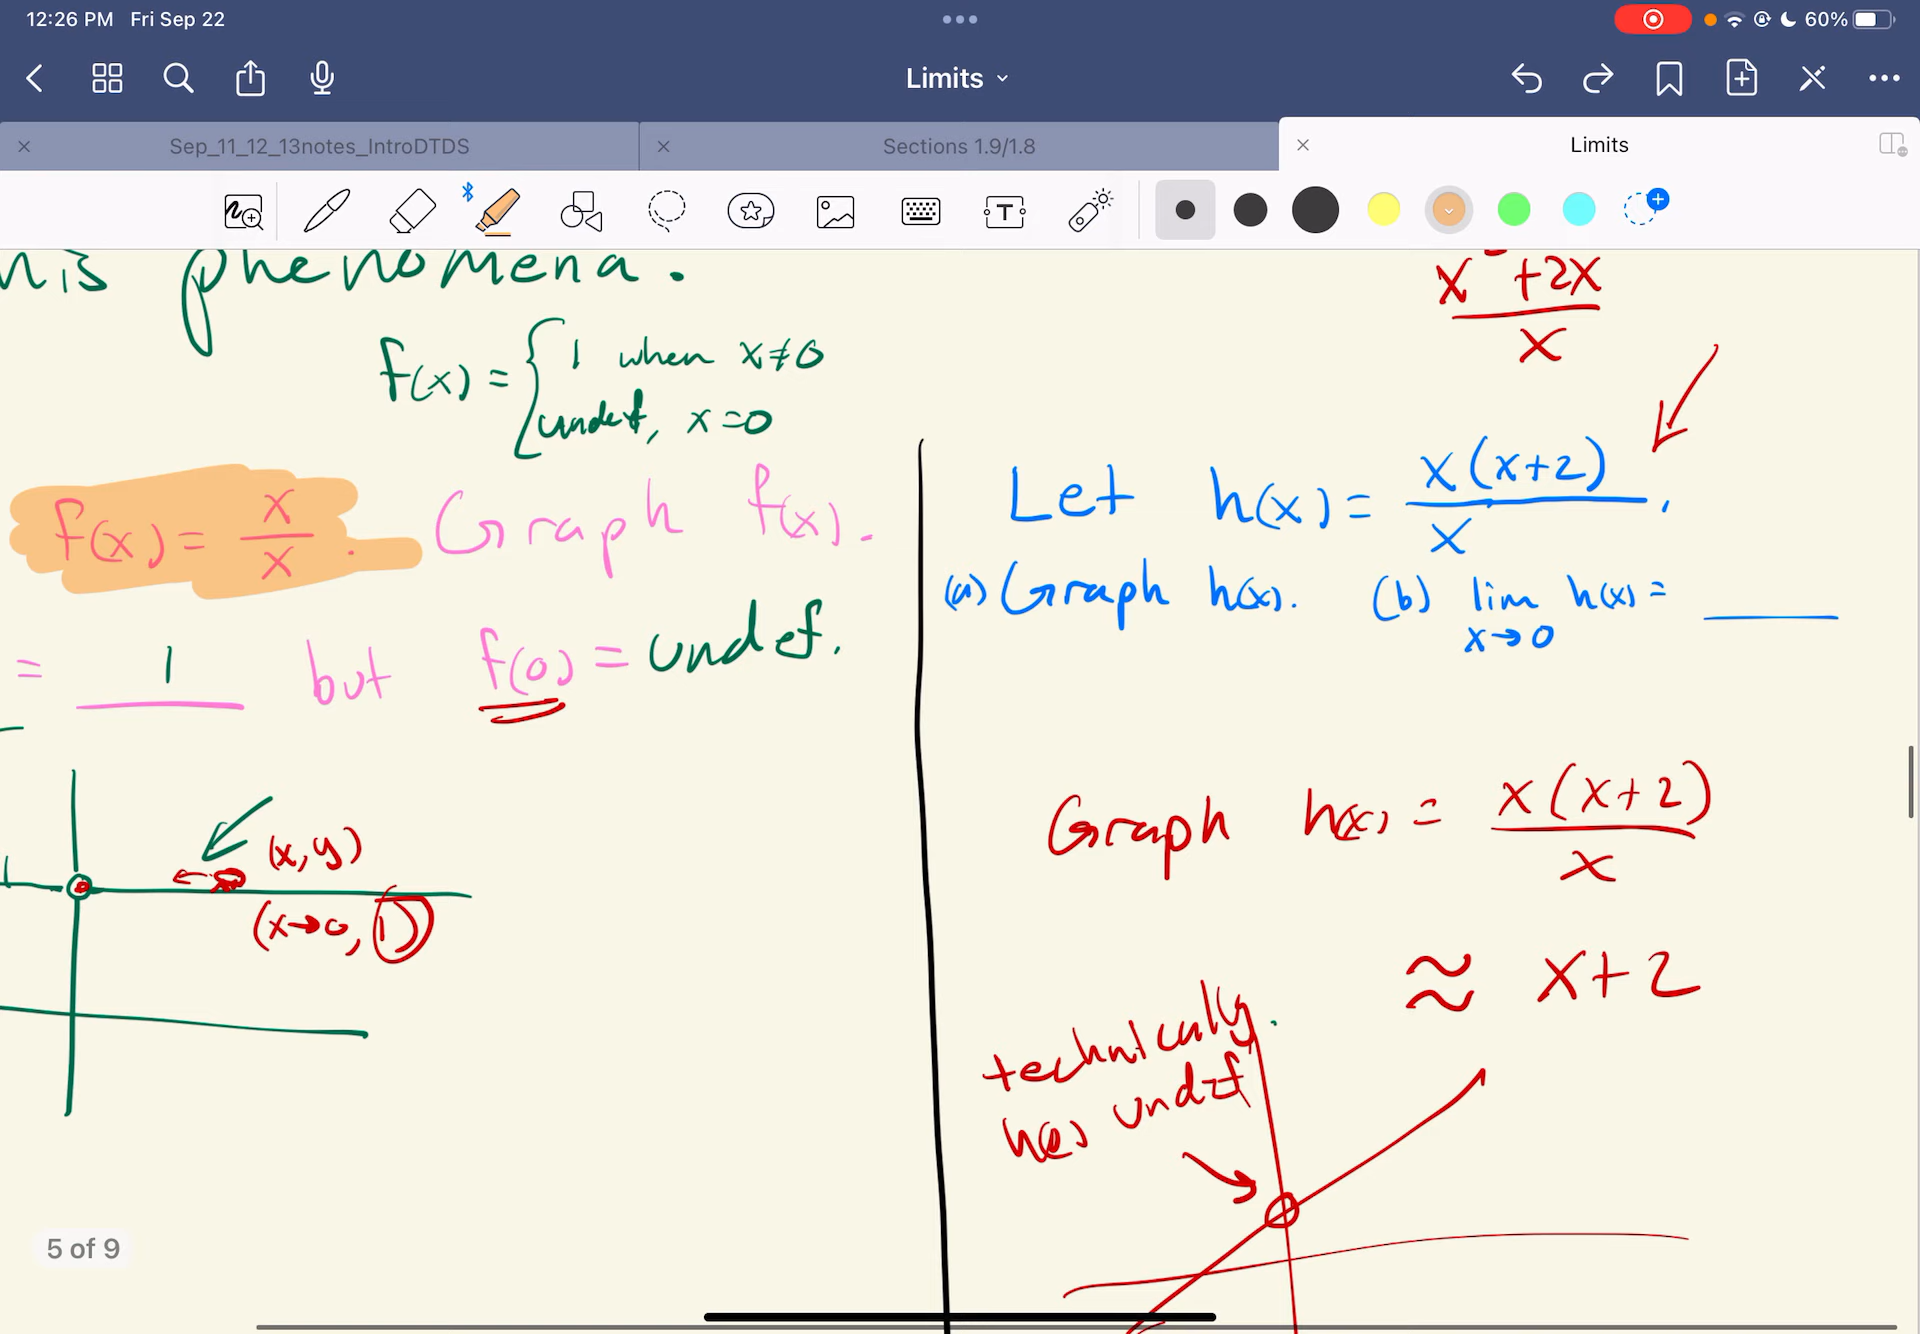 12:26 PM Fri Sep 22
60%
Limits
Sep_11_12_13notes_IntroDTDS
Sections 1.9/1.8
Limits
his phenomena.
f(x) = { 1 when x≠0
undef, x=0
f(x) = x/x . Graph f(x).
= 1 but f(0) = undef.
(x,y)
(x→0, 1)
x²+2x
x
Let h(x) = x(x+2)/x .
(a) Graph h(x). (b) lim x→0 h(x) = ____
Graph h(x) = x(x+2)/x
≈ x+2
technically
has undef
5 of 9